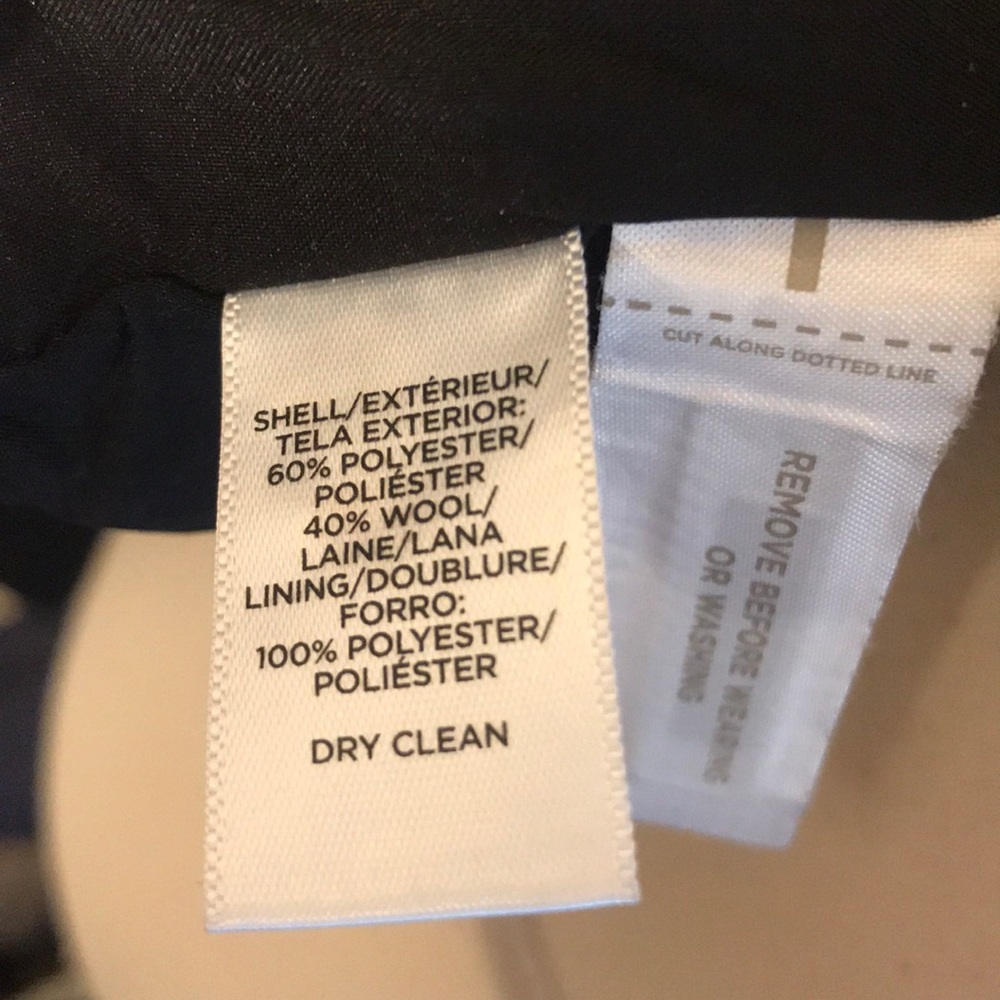 SHELL/EXTÉRIEUR/
TELA EXTERIOR:
60% POLYESTER/
POLIÉSTER
40% WOOL/
LAINE/LANA
LINING/DOUBLURE/
FORRO:
100% POLYESTER/
POLIÉSTER
DRY CLEAN
CUT ALONG DOTTED LINE
REMOVE BEFORE WEARING
OR WASHING